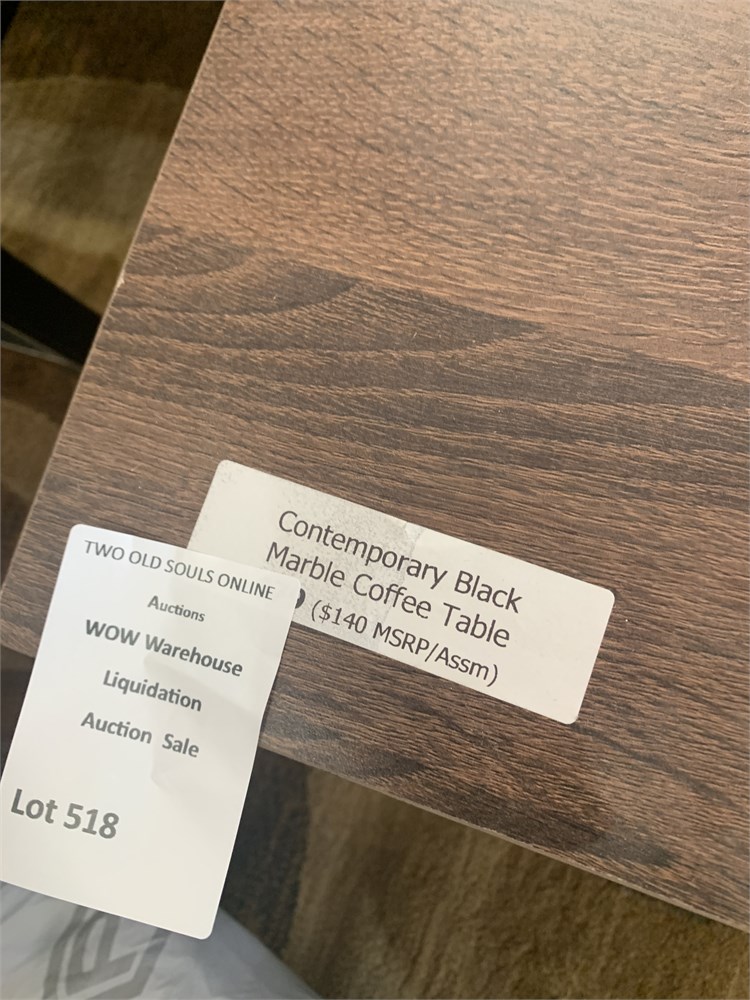 Contemporary Black
Marble Coffee Table
($140 MSRP/Assm)
TWO OLD SOULS ONLINE
Auctions
WOW Warehouse
Liquidation
Auction Sale
Lot 518